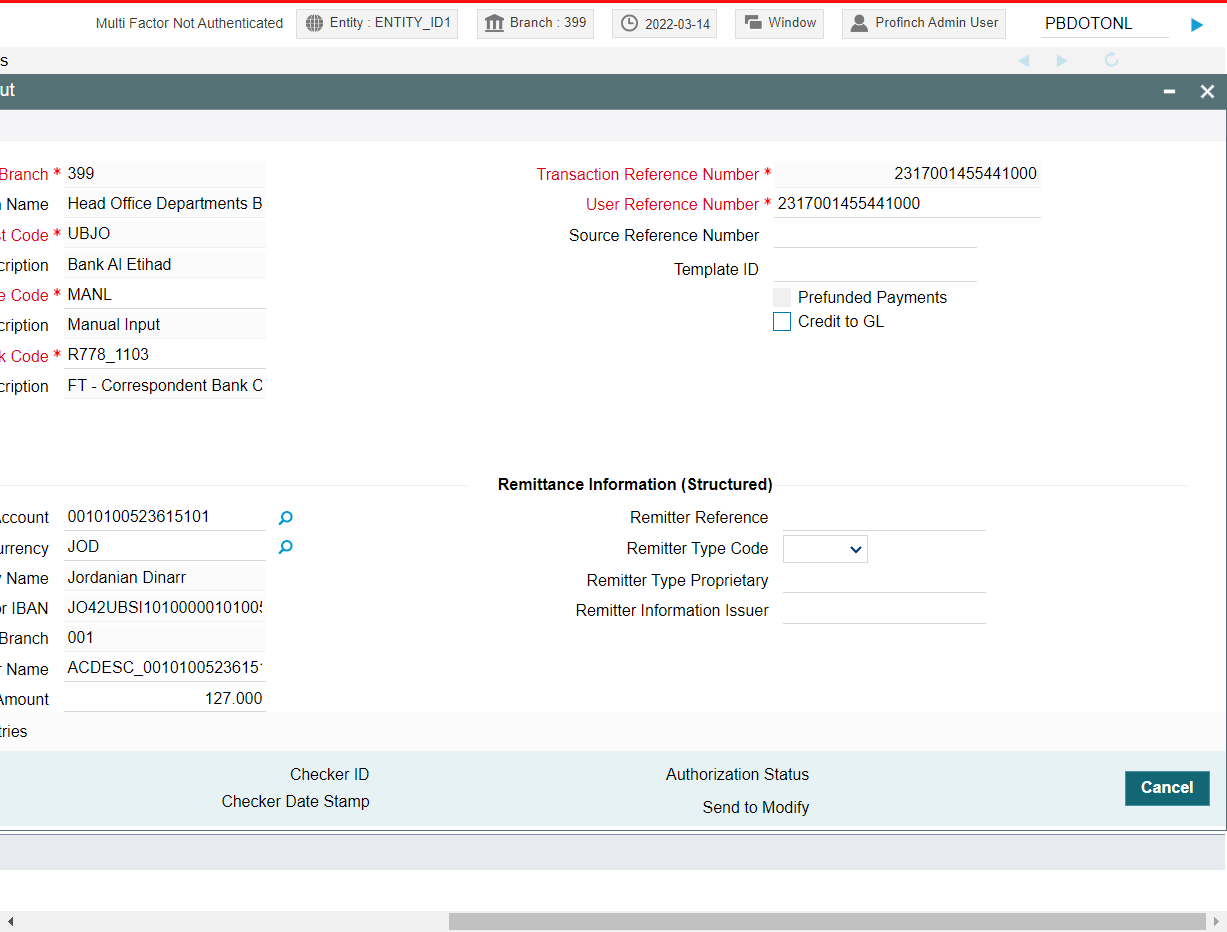 Multi Factor Not Authenticated Entity : ENTITY_ID1 Branch : 399 2022-03-14 Window Profinch Admin User PBDOTONL
s
ut
Branch * 399
n Name Head Office Departments B
t Code * UBJO
cription Bank Al Etihad
e Code * MANL
cription Manual Input
k Code * R778_1103
cription FT - Correspondent Bank C
Transaction Reference Number * 2317001455441000
User Reference Number * 2317001455441000
Source Reference Number
Template ID
Prefunded Payments
Credit to GL
Account 0010100523615101
urrency JOD
y Name Jordanian Dinarr
or IBAN JO42UBSI1010000010100
Branch 001
r Name ACDESC_0010100523615
Amount 127.000
Remittance Information (Structured)
Remitter Reference
Remitter Type Code
Remitter Type Proprietary
Remitter Information Issuer
tries
Checker ID
Checker Date Stamp
Authorization Status
Send to Modify
Cancel